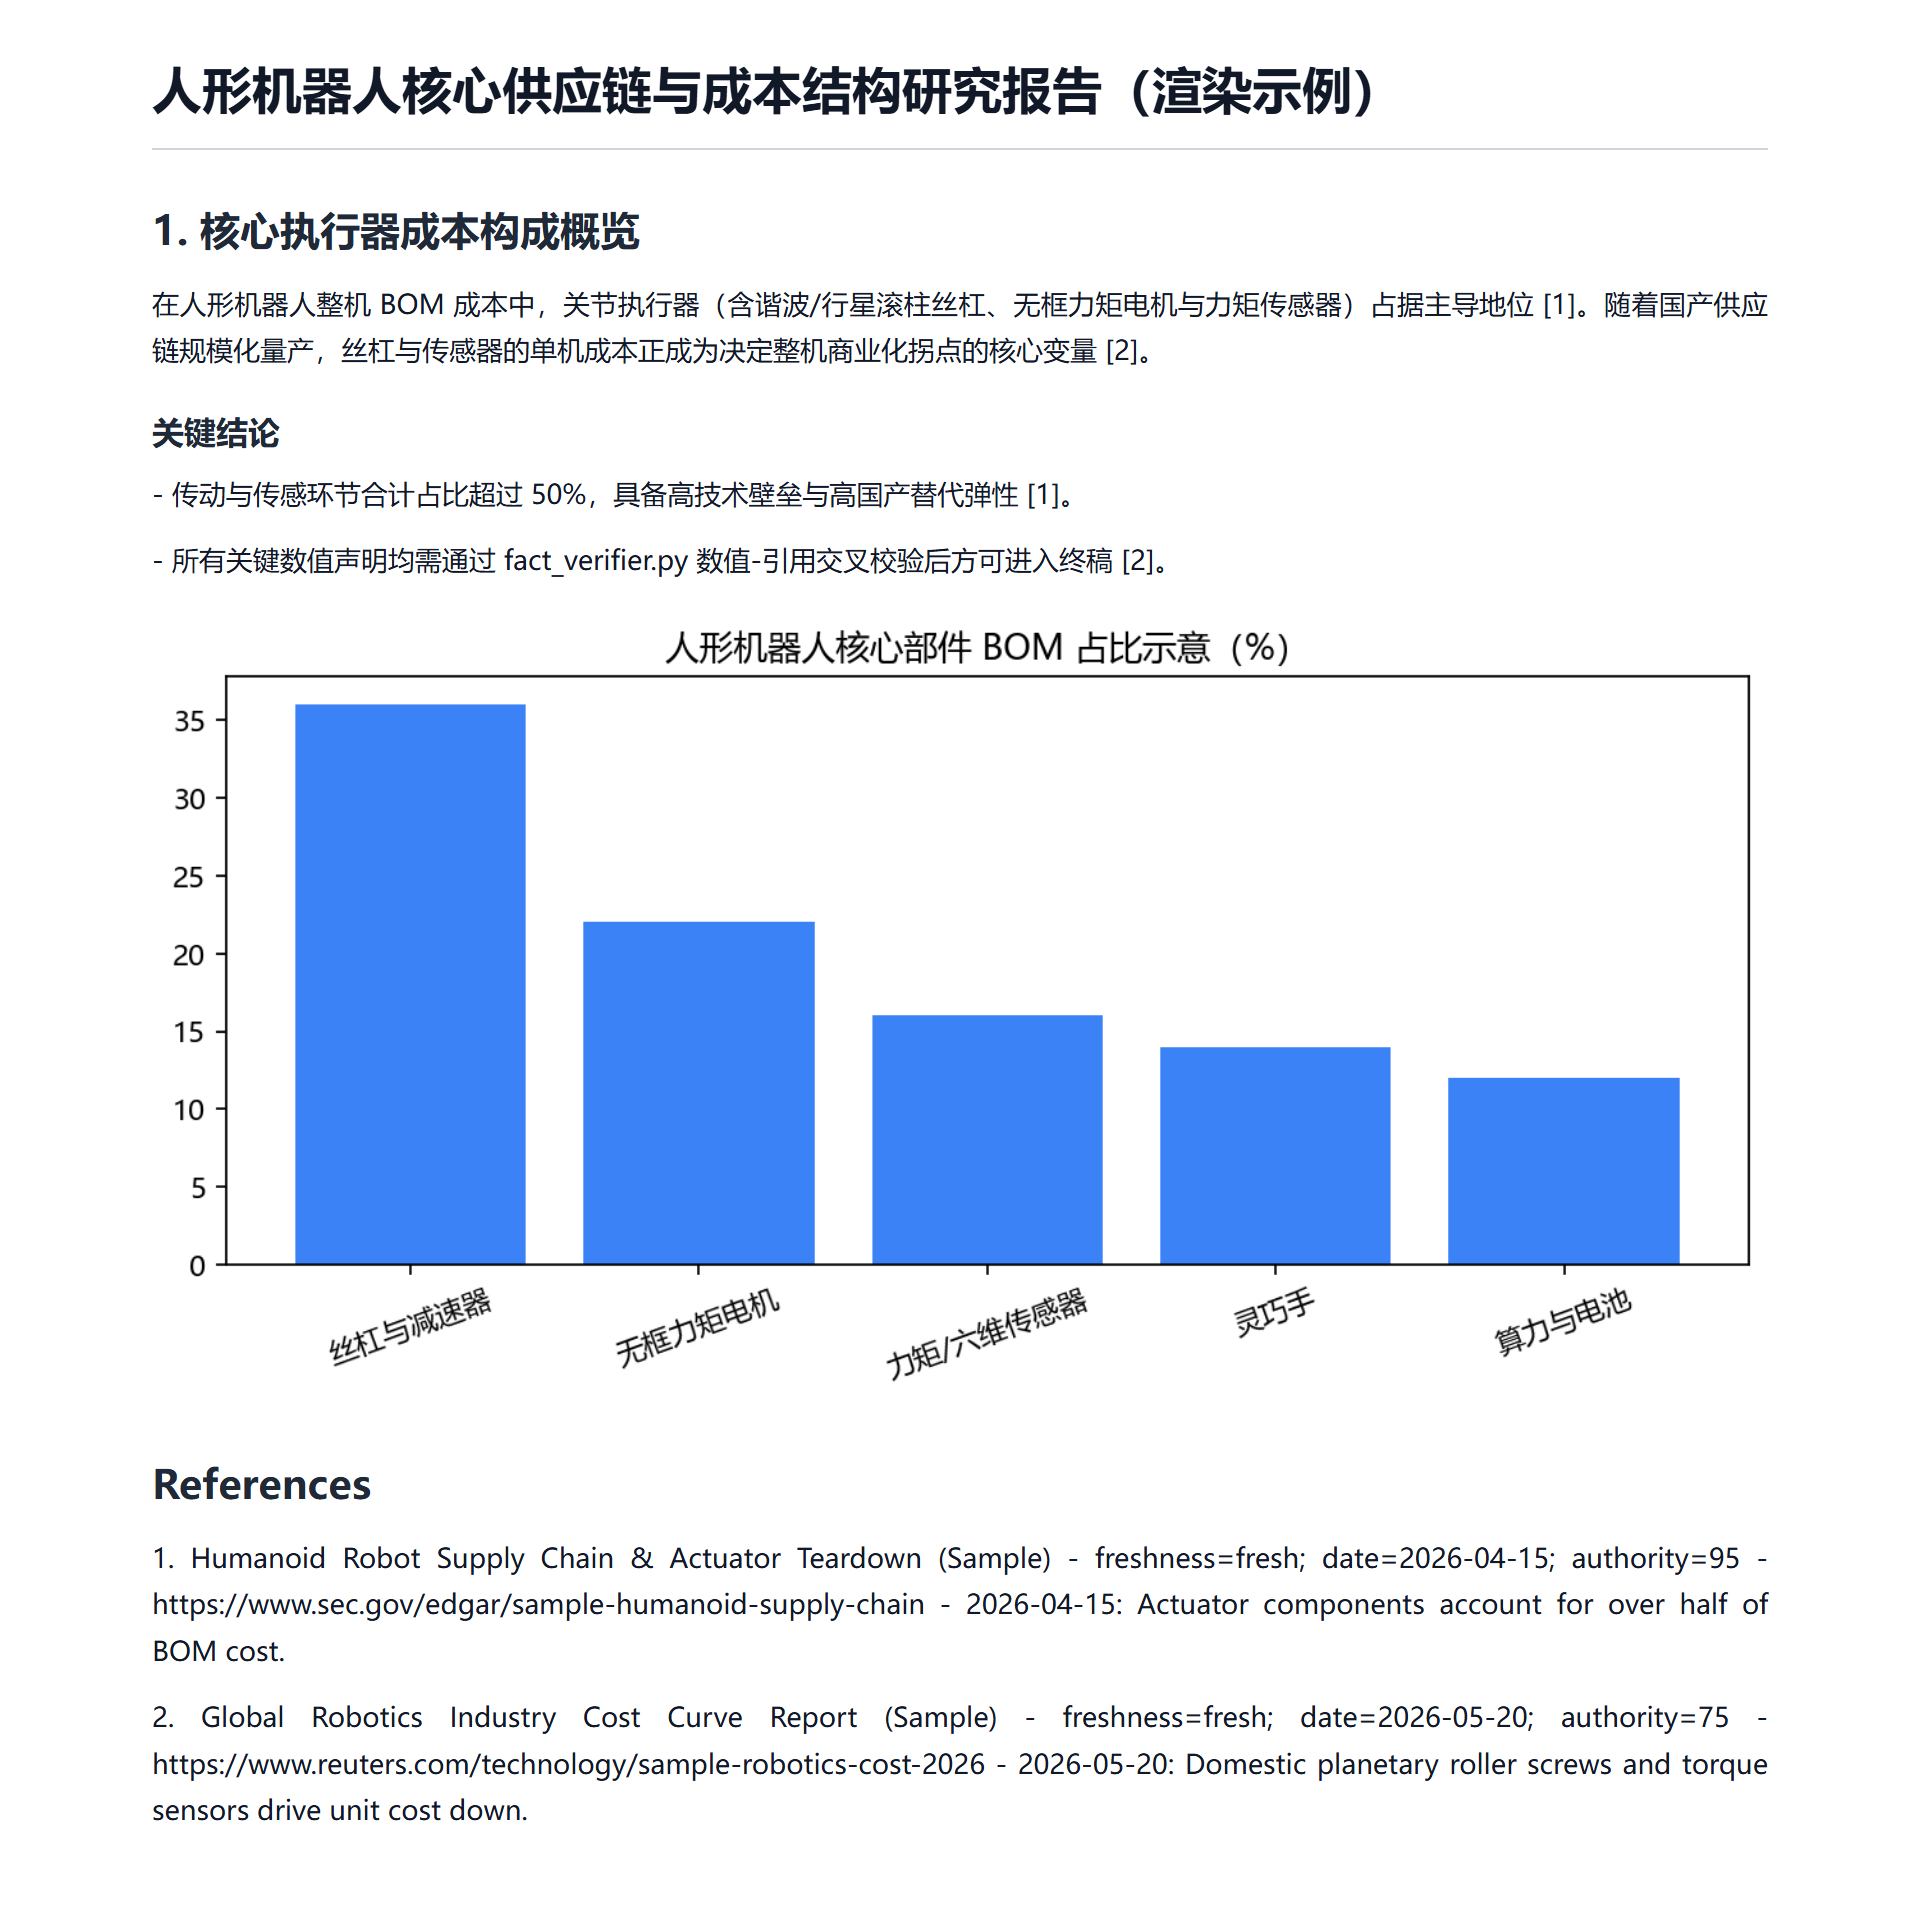 人形机器人核心供应链与成本结构研究报告（渲染示例）
1. 核心执行器成本构成概览
在人形机器人整机 BOM 成本中，关节执行器（含谐波/行星滚柱丝杠、无框力矩电机与力矩传感器）占据主导地位 [1]。随着国产供应
链规模化量产，丝杠与传感器的单机成本正成为决定整机商业化拐点的核心变量 [2]。
关键结论
- 传动与传感环节合计占比超过 50%，具备高技术壁垒与高国产替代弹性 [1]。
- 所有关键数值声明均需通过 fact_verifier.py 数值-引用交叉校验后方可进入终稿 [2]。
人形机器人核心部件 BOM 占比示意（%）
35
30
25
20
15
10
5
0
丝杠与减速器
无框力矩电机
力矩/六维传感器
灵巧手
算力与电池
References
1. Humanoid Robot Supply Chain & Actuator Teardown (Sample) - freshness=fresh; date=2026-04-15; authority=95 -
https://www.sec.gov/edgar/sample-humanoid-supply-chain - 2026-04-15: Actuator components account for over half of
BOM cost.
2. Global Robotics Industry Cost Curve Report (Sample) - freshness=fresh; date=2026-05-20; authority=75 -
https://www.reuters.com/technology/sample-robotics-cost-2026 - 2026-05-20: Domestic planetary roller screws and torque
sensors drive unit cost down.